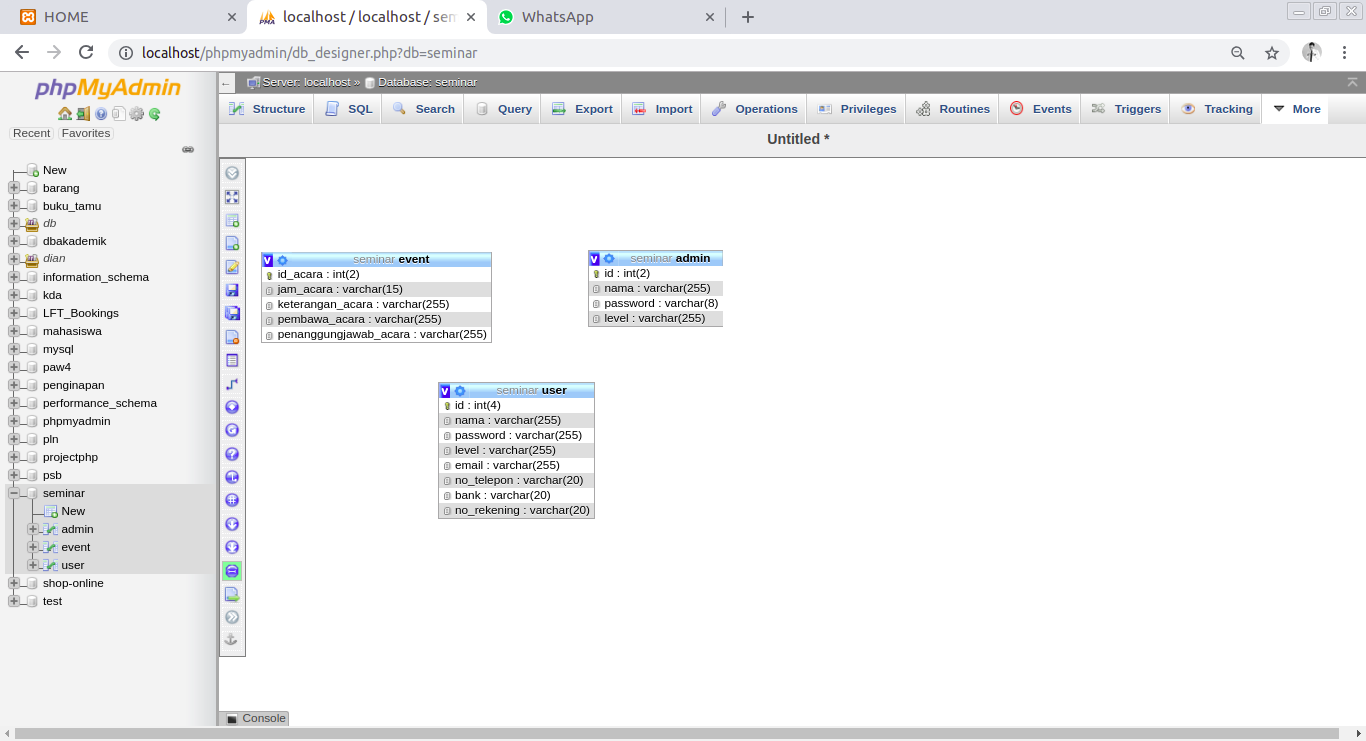 HOME
localhost / localhost / sem
WhatsApp
localhost/phpmyadmin/db_designer.php?db=seminar
phpMyAdmin
Recent Favorites
New
barang
buku_tamu
db
dbakademik
dian
information_schema
kda
LFT_Bookings
mahasiswa
mysql
paw4
penginapan
performance_schema
phpmyadmin
pln
projectphp
psb
seminar
New
admin
event
user
shop-online
test
Server: localhost » Database: seminar
Structure SQL Search Query Export Import Operations Privileges Routines Events Triggers Tracking More
Untitled *
v seminar event
id_acara : int(2)
jam_acara : varchar(15)
keterangan_acara : varchar(255)
pembawa_acara : varchar(255)
penanggungjawab_acara : varchar(255)
v seminar admin
id : int(2)
nama : varchar(255)
password : varchar(8)
level : varchar(255)
v seminar user
id : int(4)
nama : varchar(255)
password : varchar(255)
level : varchar(255)
email : varchar(255)
no_telepon : varchar(20)
bank : varchar(20)
no_rekening : varchar(20)
Console